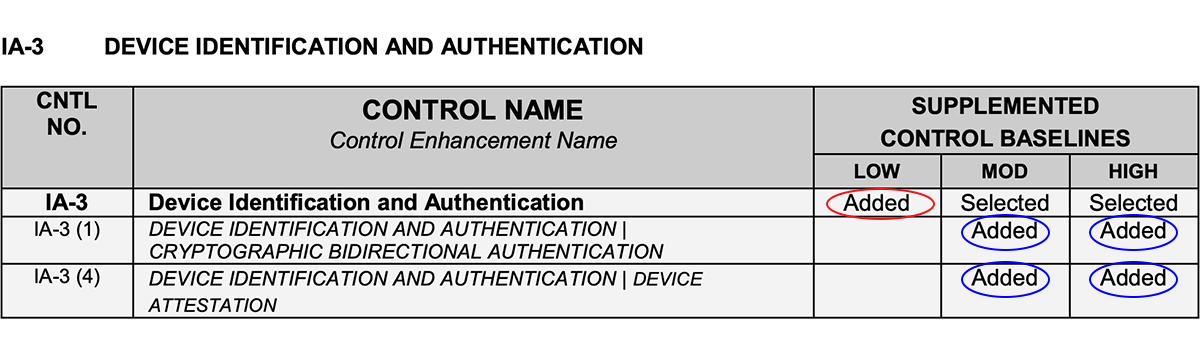 IA-3 DEVICE IDENTIFICATION AND AUTHENTICATION
CNTL NO.
CONTROL NAME
Control Enhancement Name
SUPPLEMENTED
CONTROL BASELINES
LOW MOD HIGH
IA-3 Device Identification and Authentication Added Selected Selected
IA-3 (1) DEVICE IDENTIFICATION AND AUTHENTICATION | Added Added
CRYPTOGRAPHIC BIDIRECTIONAL AUTHENTICATION
IA-3 (4) DEVICE IDENTIFICATION AND AUTHENTICATION | DEVICE Added Added
ATTESTATION